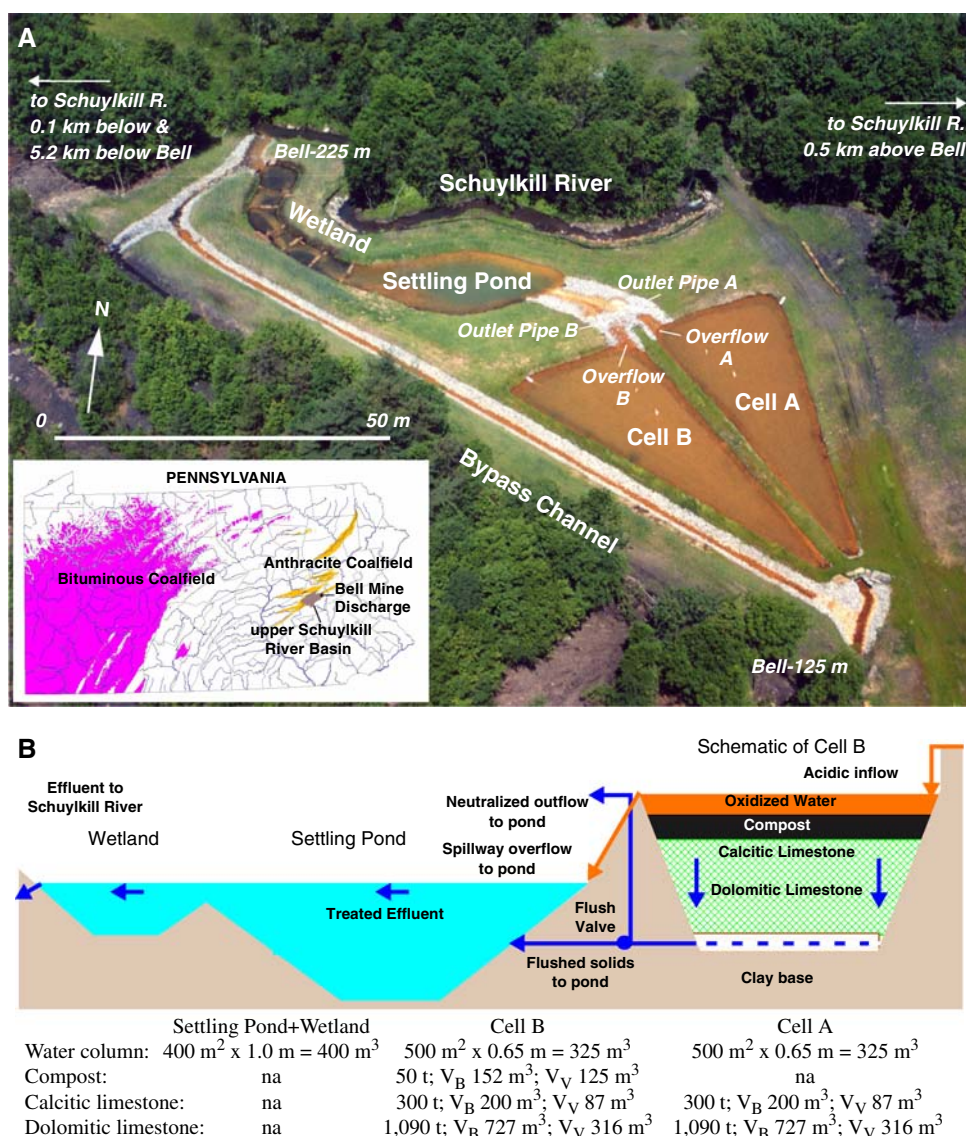 A
to Schuylkill R.
0.1 km below &
5.2 km below Bell
to Schuylkill R.
0.5 km above Bell
Bell-225 m
Schuylkill River
Wetland
Settling Pond
Outlet Pipe A
Outlet Pipe B
Overflow
A
Overflow
B
Cell A
Cell B
N
0 50 m
Bypass Channel
Bell-125 m
PENNSYLVANIA
Bituminous Coalfield
Anthracite Coalfield
Bell Mine
Discharge
upper Schuylkill
River Basin
B
Schematic of Cell B
Effluent to
Schuylkill River
Wetland
Settling Pond
Neutralized outflow
to pond
Spillway overflow
to pond
Acidic inflow
Oxidized Water
Compost
Calcitic Limestone
Dolomitic Limestone
Treated Effluent
Flush
Valve
Flushed solids
to pond
Clay base
Settling Pond+Wetland Cell B Cell A
Water column: 400 m² x 1.0 m = 400 m³ 500 m² x 0.65 m = 325 m³ 500 m² x 0.65 m = 325 m³
Compost: na 50 t; V_B 152 m³; V_V 125 m³ na
Calcitic limestone: na 300 t; V_B 200 m³; V_V 87 m³ 300 t; V_B 200 m³; V_V 87 m³
Dolomitic limestone: na 1,090 t; V_B 727 m³; V_V 316 m³ 1,090 t; V_B 727 m³; V_V 316 m³